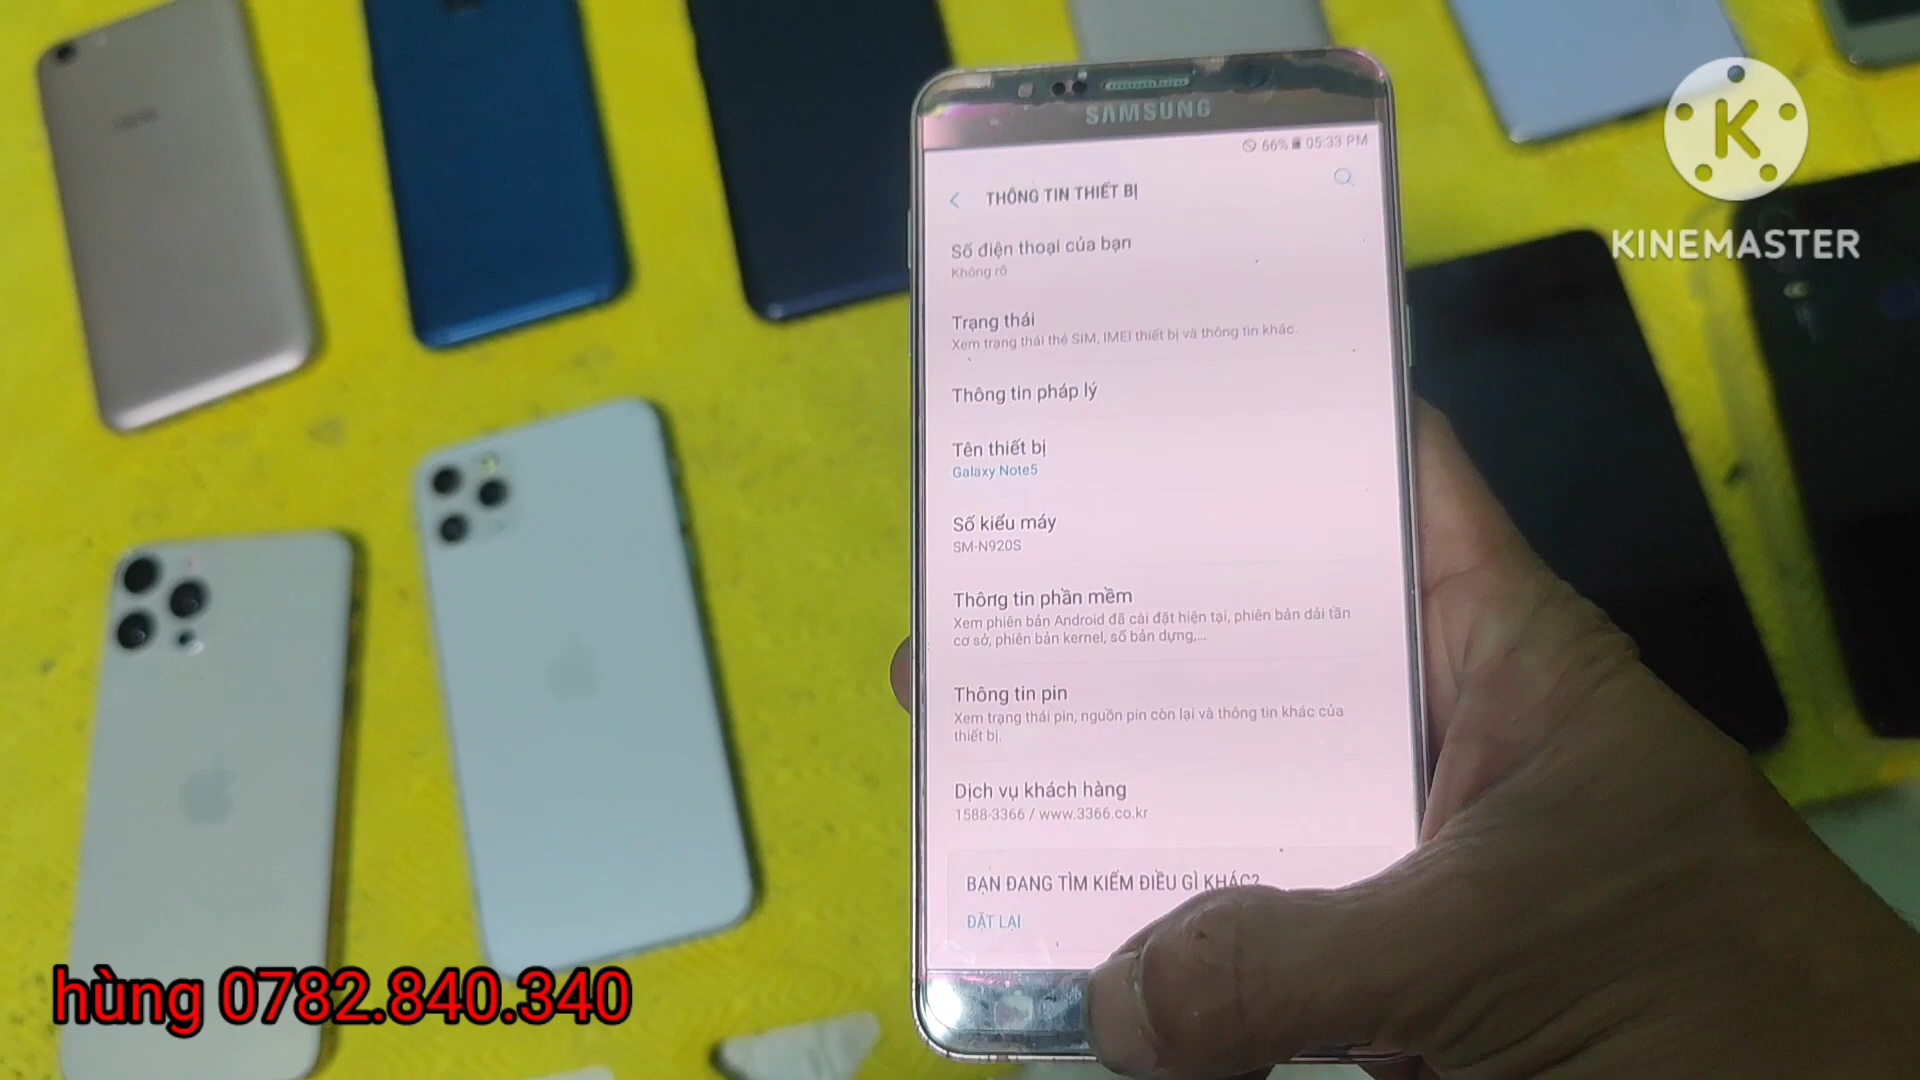 SAMSUNG
66% 05:33 PM
THÔNG TIN THIẾT BỊ
Số điện thoại của bạn
Không rõ
Trạng thái
Xem trạng thái thẻ SIM, IMEI thiết bị và thông tin khác.
Thông tin pháp lý
Tên thiết bị
Galaxy Note5
Số kiểu máy
SM-N920S
Thông tin phần mềm
Xem phiên bản Android đã cài đặt hiện tại, phiên bản dải tần
cơ sở, phiên bản kernel, số bản dựng,...
Thông tin pin
Xem trạng thái pin, nguồn pin còn lại và thông tin khác của
thiết bị.
Dịch vụ khách hàng
1588-3366 / www.3366.co.kr
BẠN ĐANG TÌM KIẾM ĐIỀU GÌ KHÁC?
ĐẶT LẠI
K
KINEMASTER
hùng 0782.840.340